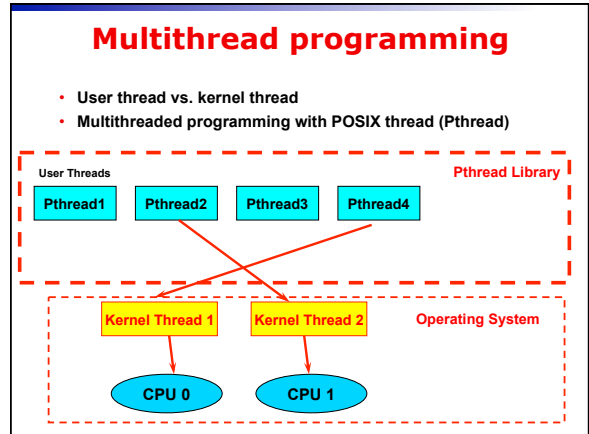 Multithread programming
• User thread vs. kernel thread
• Multithreaded programming with POSIX thread (Pthread)
User Threads
Pthread Library
Pthread1 Pthread2 Pthread3 Pthread4
Kernel Thread 1 Kernel Thread 2 Operating System
CPU 0 CPU 1